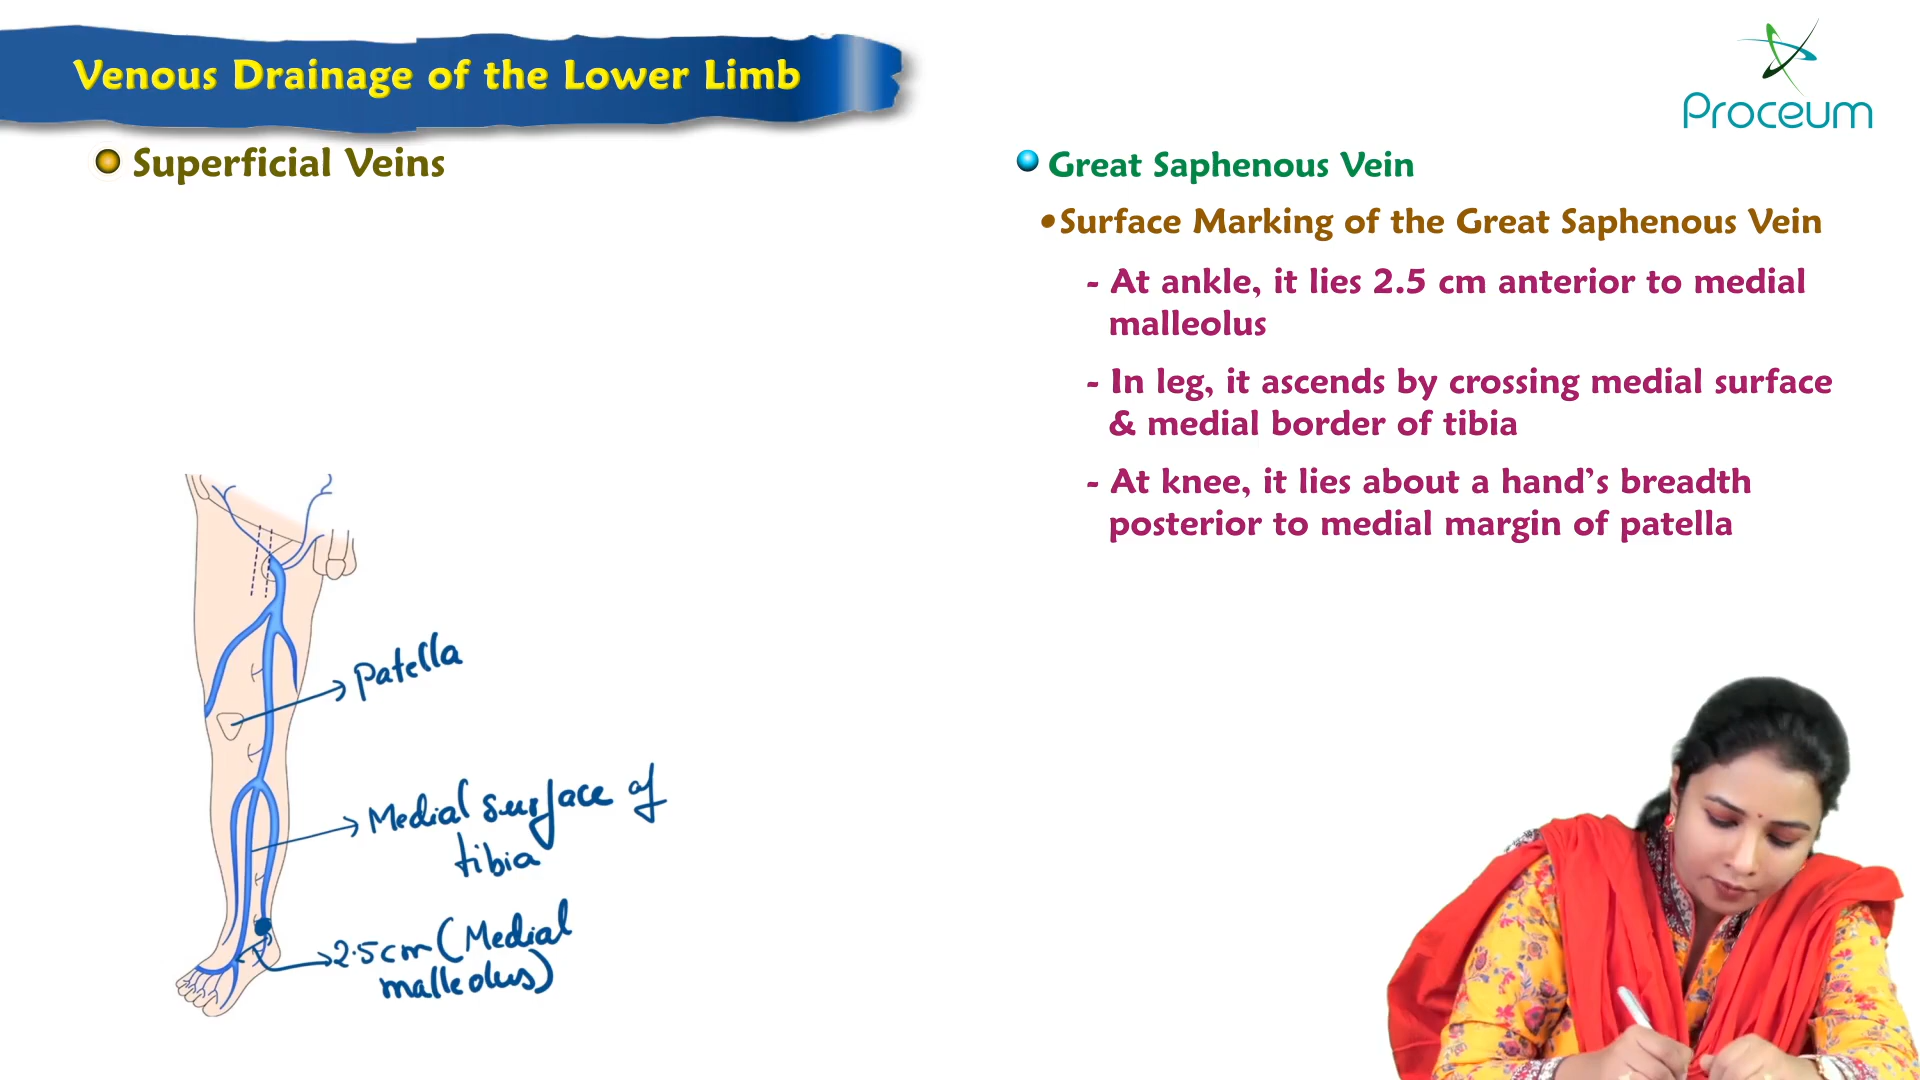 Venous Drainage of the Lower Limb
Proceum
Superficial Veins
Great Saphenous Vein
•Surface Marking of the Great Saphenous Vein
- At ankle, it lies 2.5 cm anterior to medial
malleolus
- In leg, it ascends by crossing medial surface
& medial border of tibia
- At knee, it lies about a hand's breadth
posterior to medial margin of patella
Patella
Medial surface of
tibia
2.5cm (Medial
malleolus)